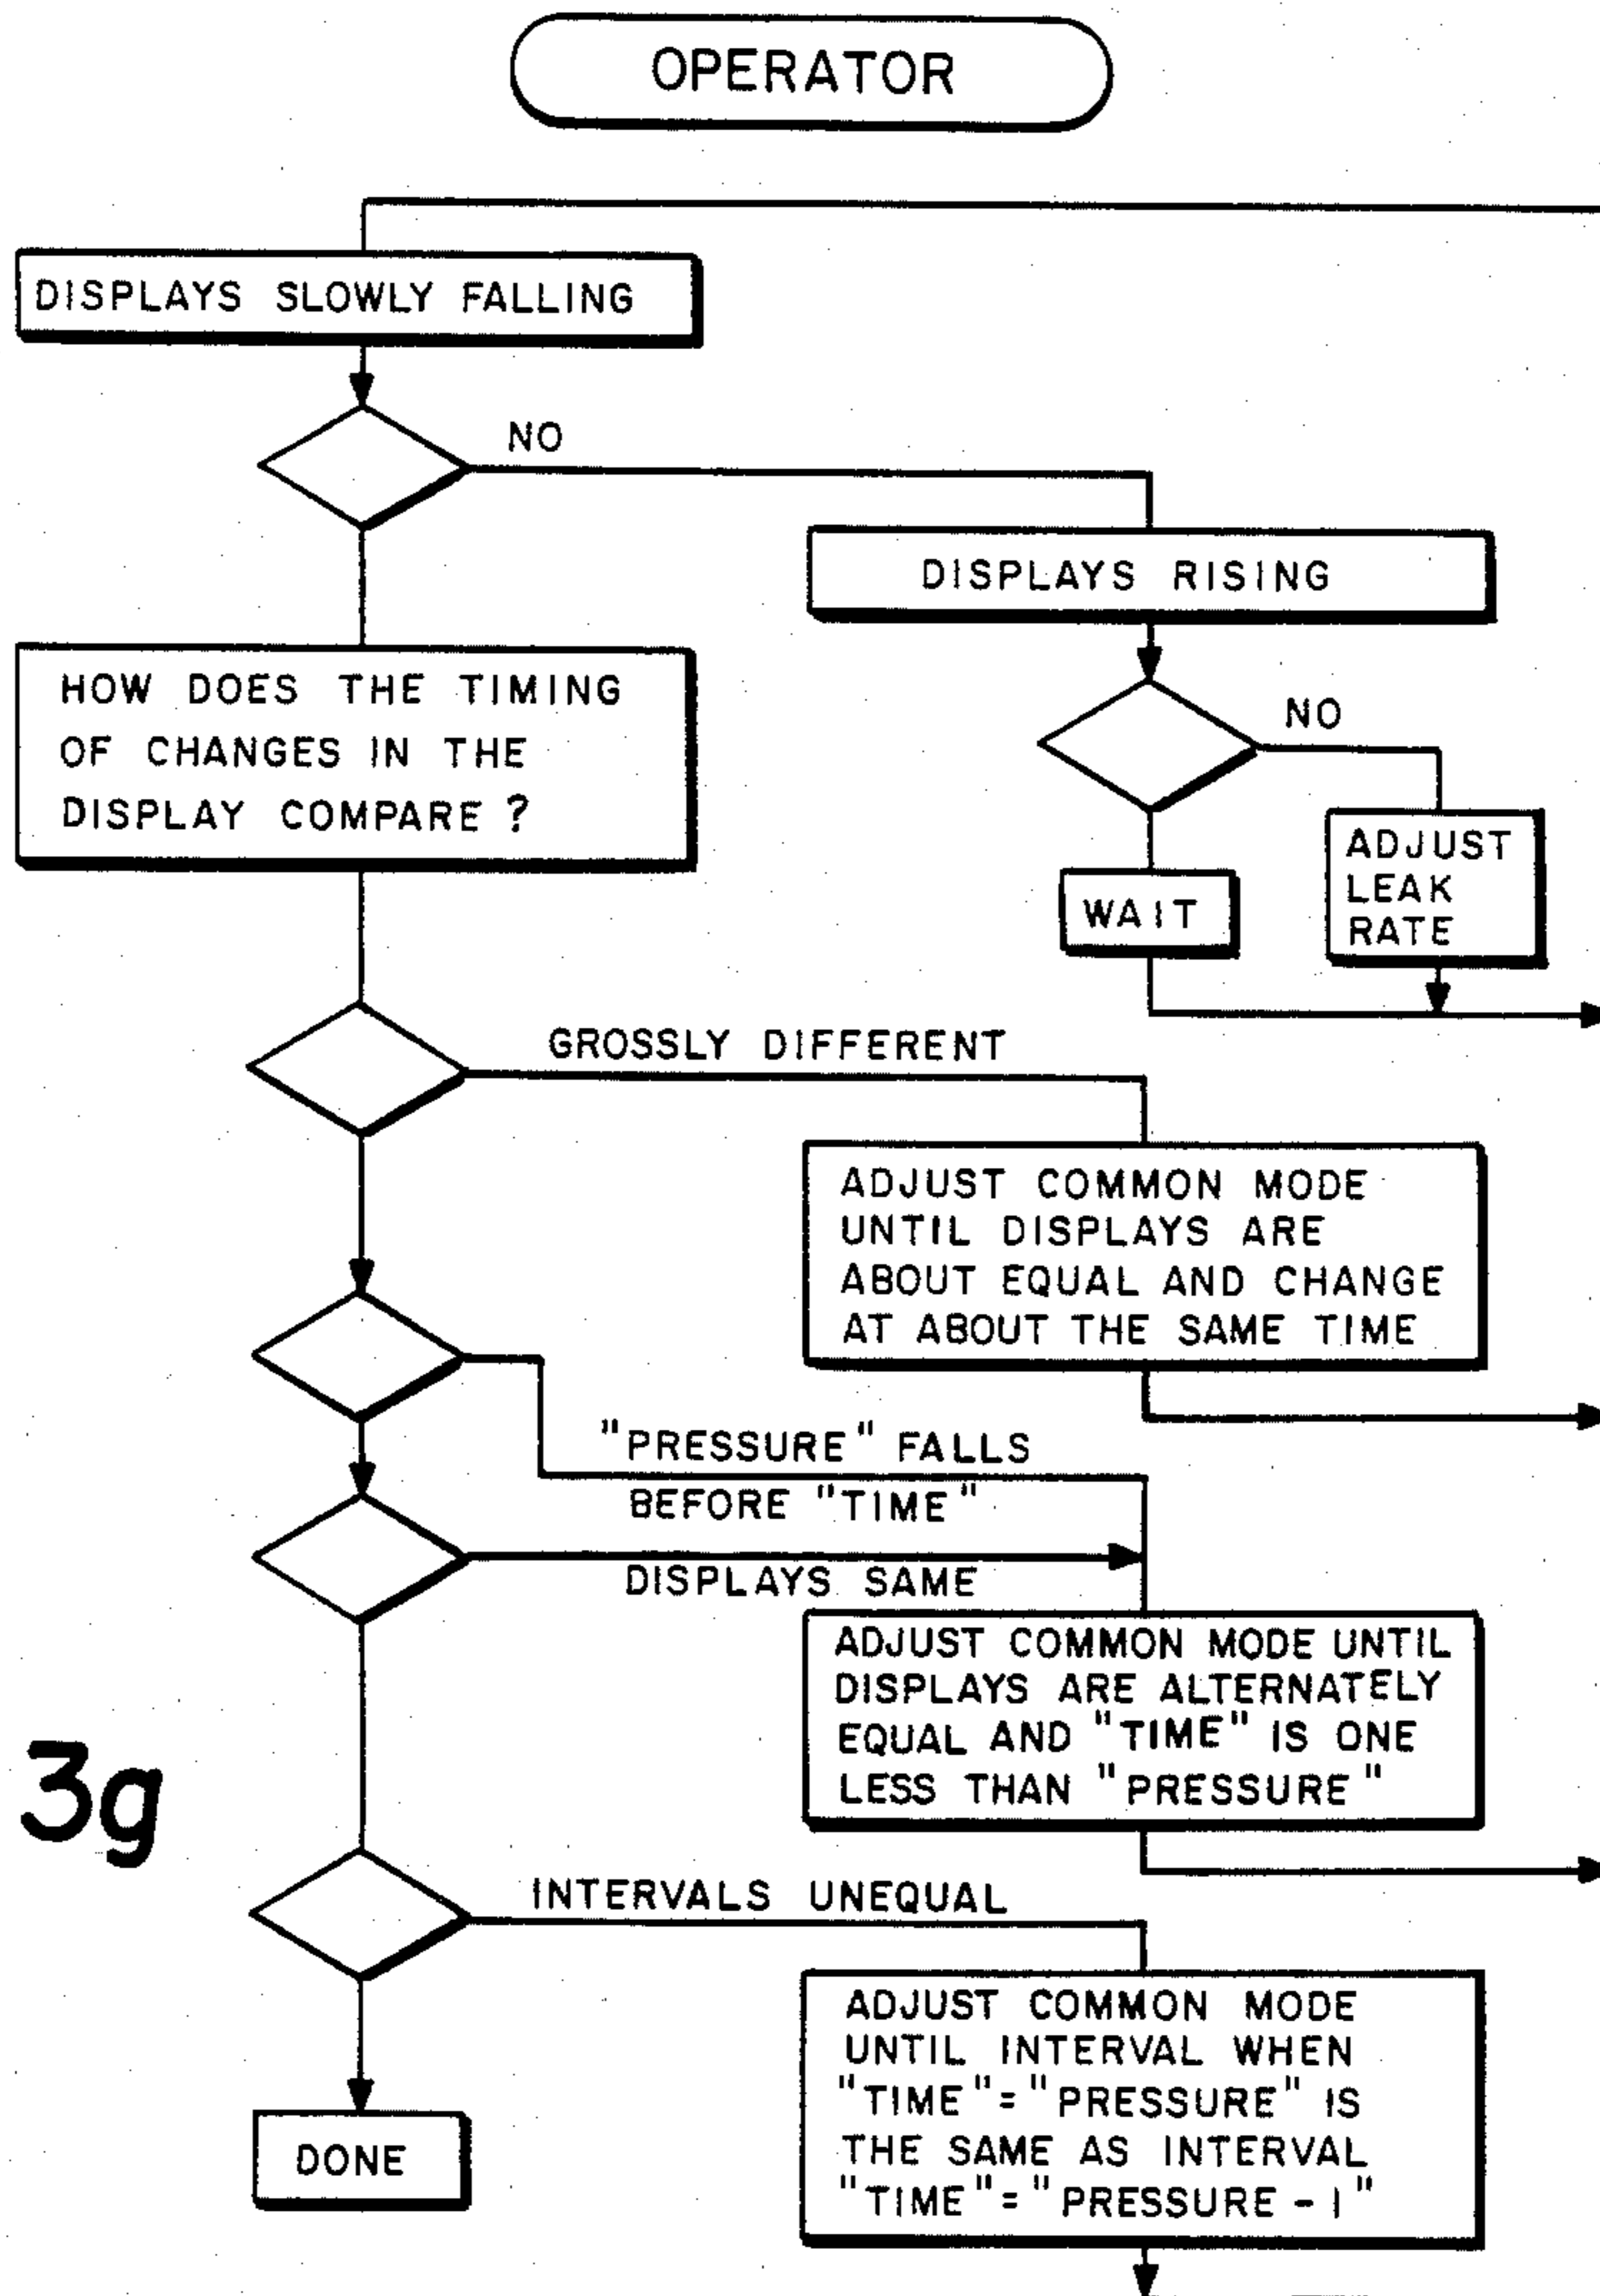 OPERATOR
DISPLAYS SLOWLY FALLING
NO
DISPLAYS RISING
HOW DOES THE TIMING
OF CHANGES IN THE
DISPLAY COMPARE ?
NO
WAIT
ADJUST
LEAK
RATE
GROSSLY DIFFERENT
ADJUST COMMON MODE
UNTIL DISPLAYS ARE
ABOUT EQUAL AND CHANGE
AT ABOUT THE SAME TIME
"PRESSURE" FALLS
BEFORE "TIME"
DISPLAYS SAME
ADJUST COMMON MODE UNTIL
DISPLAYS ARE ALTERNATELY
EQUAL AND "TIME" IS ONE
LESS THAN "PRESSURE"
3g
INTERVALS UNEQUAL
ADJUST COMMON MODE
UNTIL INTERVAL WHEN
"TIME"="PRESSURE" IS
THE SAME AS INTERVAL
"TIME"="PRESSURE - 1"
DONE